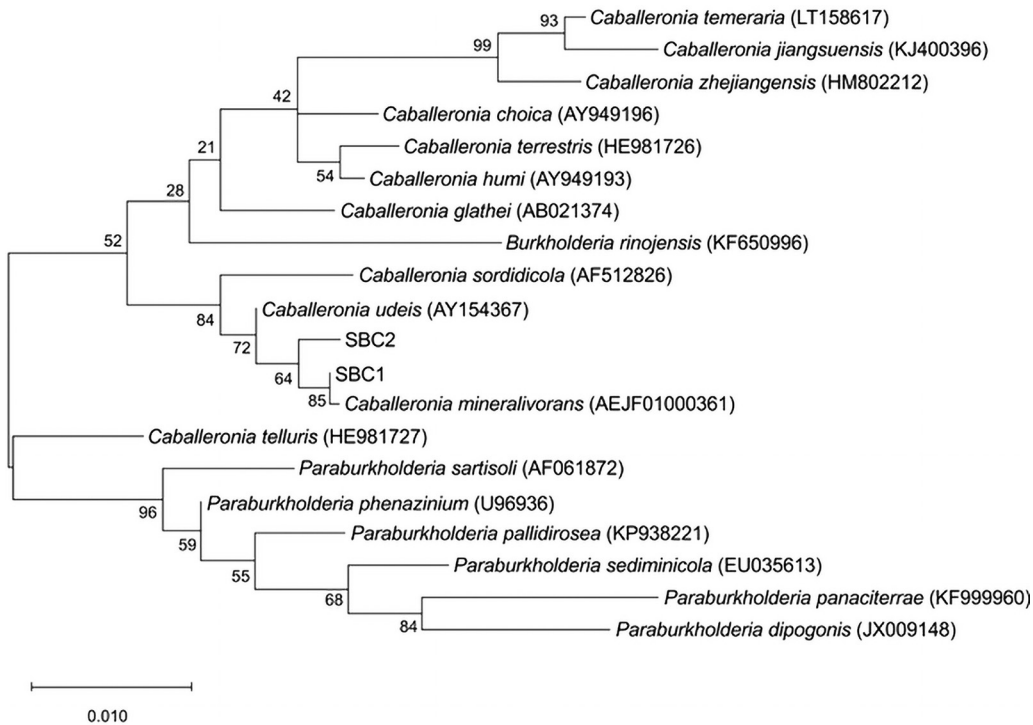 93
Caballeronia temeraria (LT158617)
99
Caballeronia jiangsuensis (KJ400396)
Caballeronia zhejiangensis (HM802212)
42
Caballeronia choica (AY949196)
21
Caballeronia terrestris (HE981726)
54
Caballeronia humi (AY949193)
28
Caballeronia glathei (AB021374)
52
Burkholderia rinojensis (KF650996)
Caballeronia sordidicola (AF512826)
84
Caballeronia udeis (AY154367)
72
SBC2
64
SBC1
85
Caballeronia mineralivorans (AEJF01000361)
Caballeronia telluris (HE981727)
Paraburkholderia sartisoli (AF061872)
96
Paraburkholderia phenazinium (U96936)
59
Paraburkholderia pallidirosea (KP938221)
55
Paraburkholderia sediminicola (EU035613)
68
Paraburkholderia panaciterrae (KF999960)
84
Paraburkholderia dipogonis (JX009148)
0.010